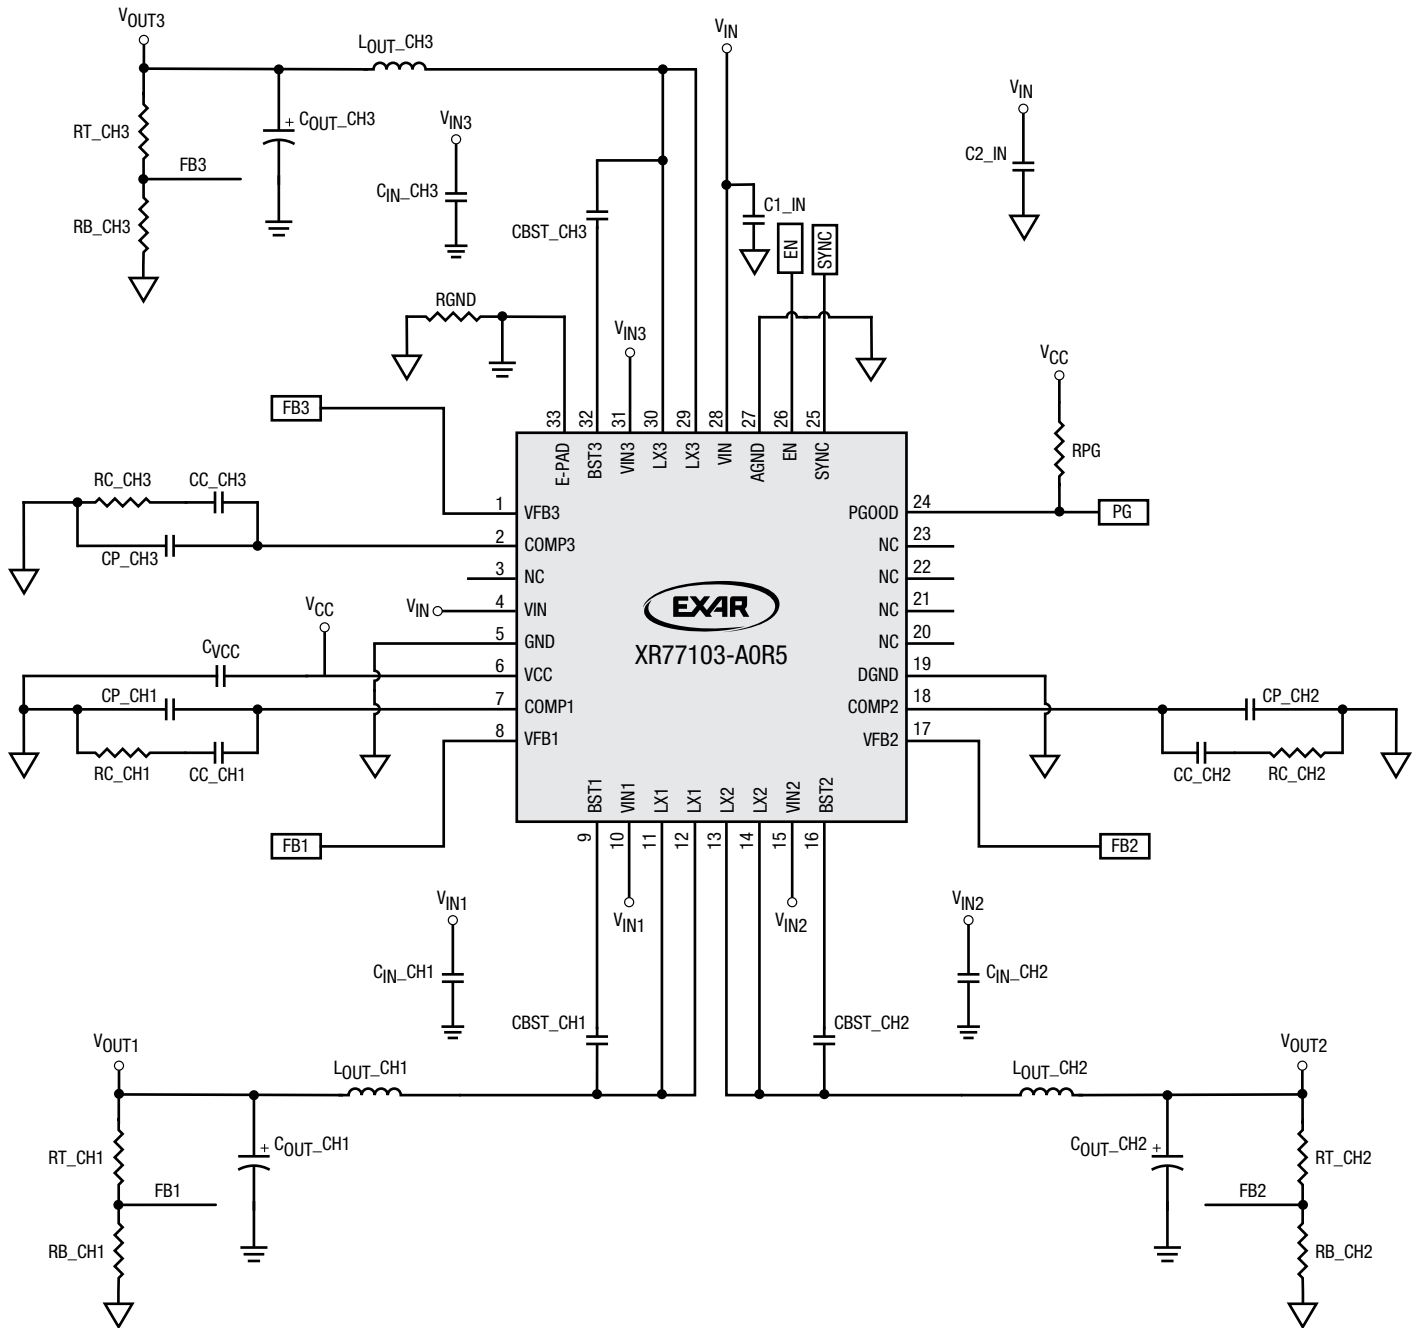 VOUT3
LOUT_CH3
VIN
VIN
RT_CH3
+ COUT_CH3
VIN3
C2_IN
FB3
CIN_CH3
C1_IN
RB_CH3
CBST_CH3
EN
SYNC
RGND
VIN3
VCC
FB3
33
32
31
30
29
28
27
26
25
E-PAD
BST3
VIN3
LX3
LX3
VIN
AGND
EN
SYNC
RPG
RC_CH3
CC_CH3
CP_CH3
1 VFB3
2 COMP3
3 NC
VIN 4 VIN
5 GND
6 VCC
7 COMP1
8 VFB1
PGOOD 24
PG
NC 23
NC 22
NC 21
NC 20
DGND 19
COMP2 18
VFB2 17
EXAR
XR77103-A0R5
VCC
CVCC
CP_CH1
RC_CH1
CC_CH1
CP_CH2
CC_CH2
RC_CH2
BST1
VIN1
LX1
LX1
LX2
LX2
VIN2
BST2
9
10
11
12
13
14
15
16
FB1
FB2
VIN1
VIN1
VIN2
VIN2
CIN_CH1
CIN_CH2
CBST_CH1
CBST_CH2
VOUT1
LOUT_CH1
LOUT_CH2
VOUT2
RT_CH1
+ COUT_CH1
COUT_CH2 +
RT_CH2
FB1
FB2
RB_CH1
RB_CH2